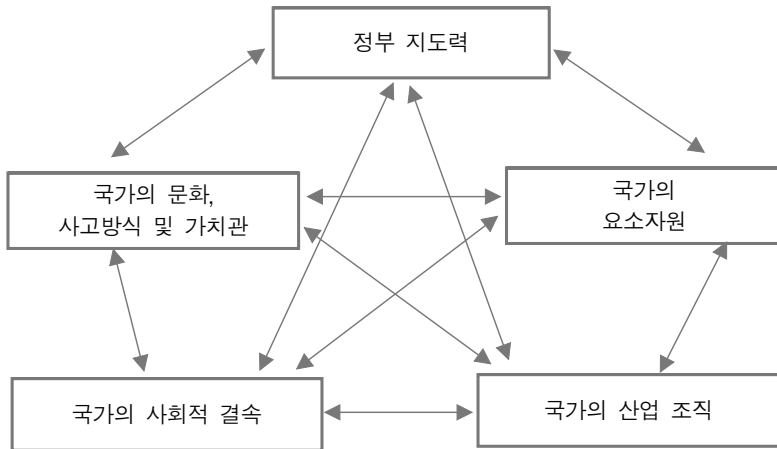 정부 지도력
국가의 문화,
사고방식 및 가치관
국가의
요소자원
국가의 사회적 결속
국가의 산업 조직